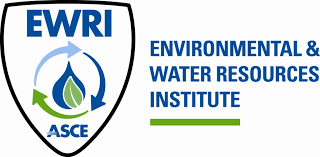 EWRI
ASCE
ENVIRONMENTAL &
WATER RESOURCES
INSTITUTE